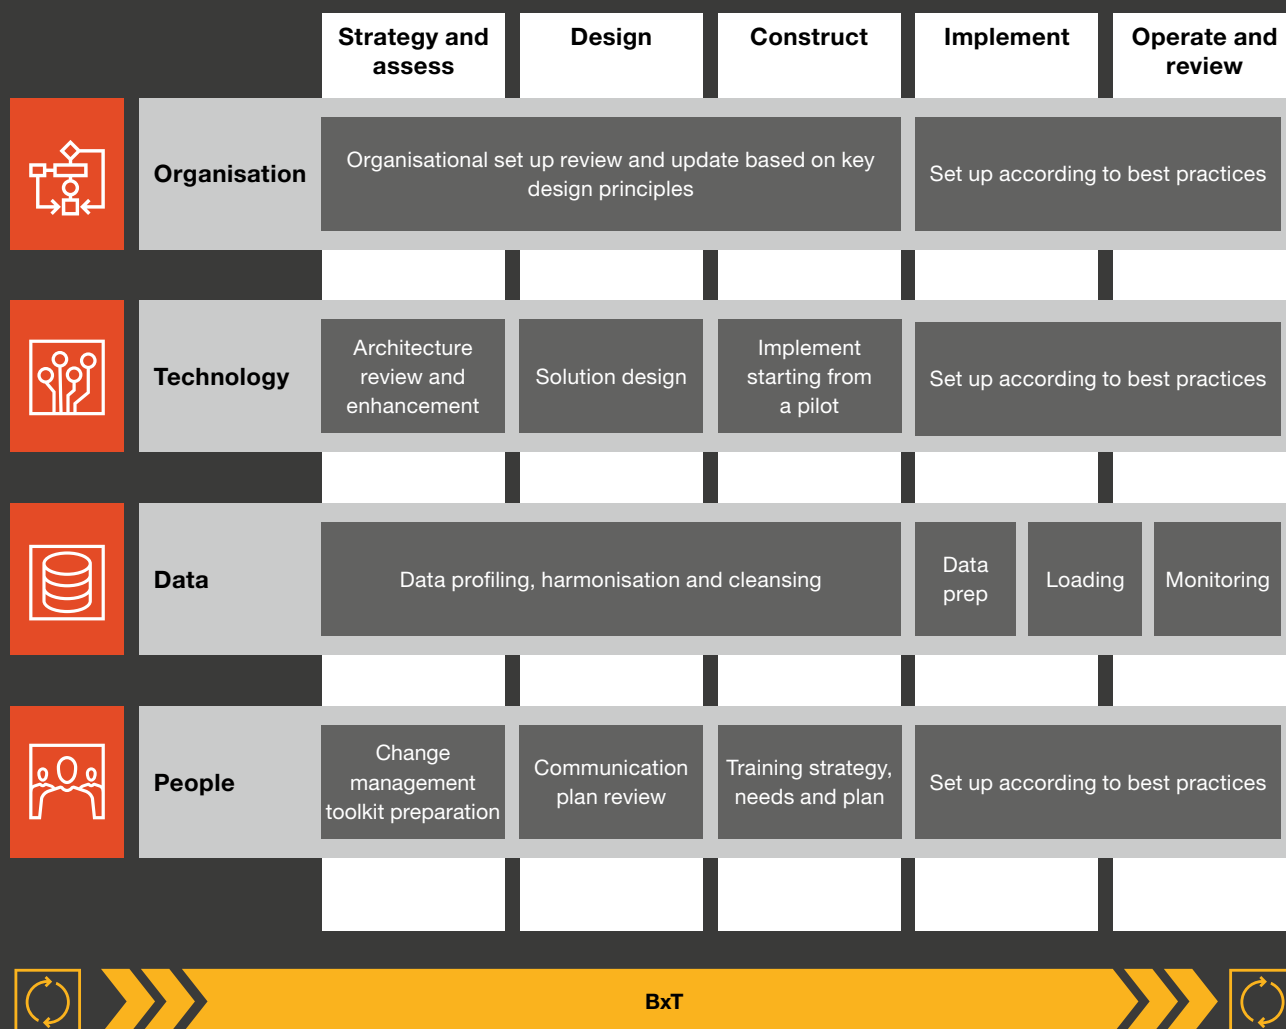 Strategy and
assess
Design
Construct
Implement
Operate and
review
Organisation
Organisational set up review and update based on key
design principles
Set up according to best practices
Technology
Architecture
review and
enhancement
Solution design
Implement
starting from
a pilot
Set up according to best practices
Data
Data profiling, harmonisation and cleansing
Data
prep
Loading
Monitoring
People
Change
management
toolkit preparation
Communication
plan review
Training strategy,
needs and plan
Set up according to best practices
BxT